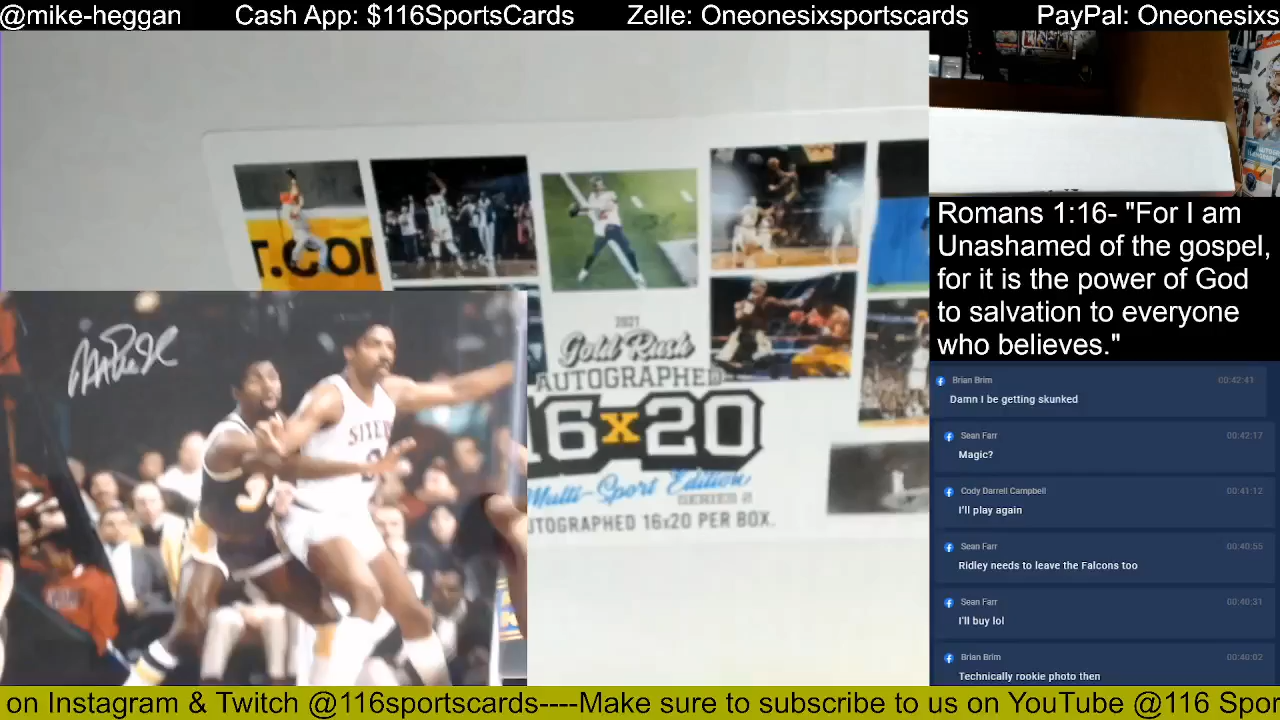 @mike-heggan Cash App: $116SportsCards Zelle: Oneonesixsportscards PayPal: Oneonesixs
T.CO
2021
Gold Rush
AUTOGRAPHED
16x20
Multi-Sport Edition
SERIES 2
UTOGRAPHED 16x20 PER BOX.
SIXE
Romans 1:16- "For I am
Unashamed of the gospel,
for it is the power of God
to salvation to everyone
who believes."
Brian Brim 00:42:41
Damn I be getting skunked
Sean Farr 00:42:17
Magic?
Cody Darrell Campbell 00:41:12
I'll play again
Sean Farr 00:40:55
Ridley needs to leave the Falcons too
Sean Farr 00:40:31
I'll buy lol
Brian Brim 00:40:02
Technically rookie photo then
on Instagram & Twitch @116sportscards----Make sure to subscribe to us on YouTube @116 Spor